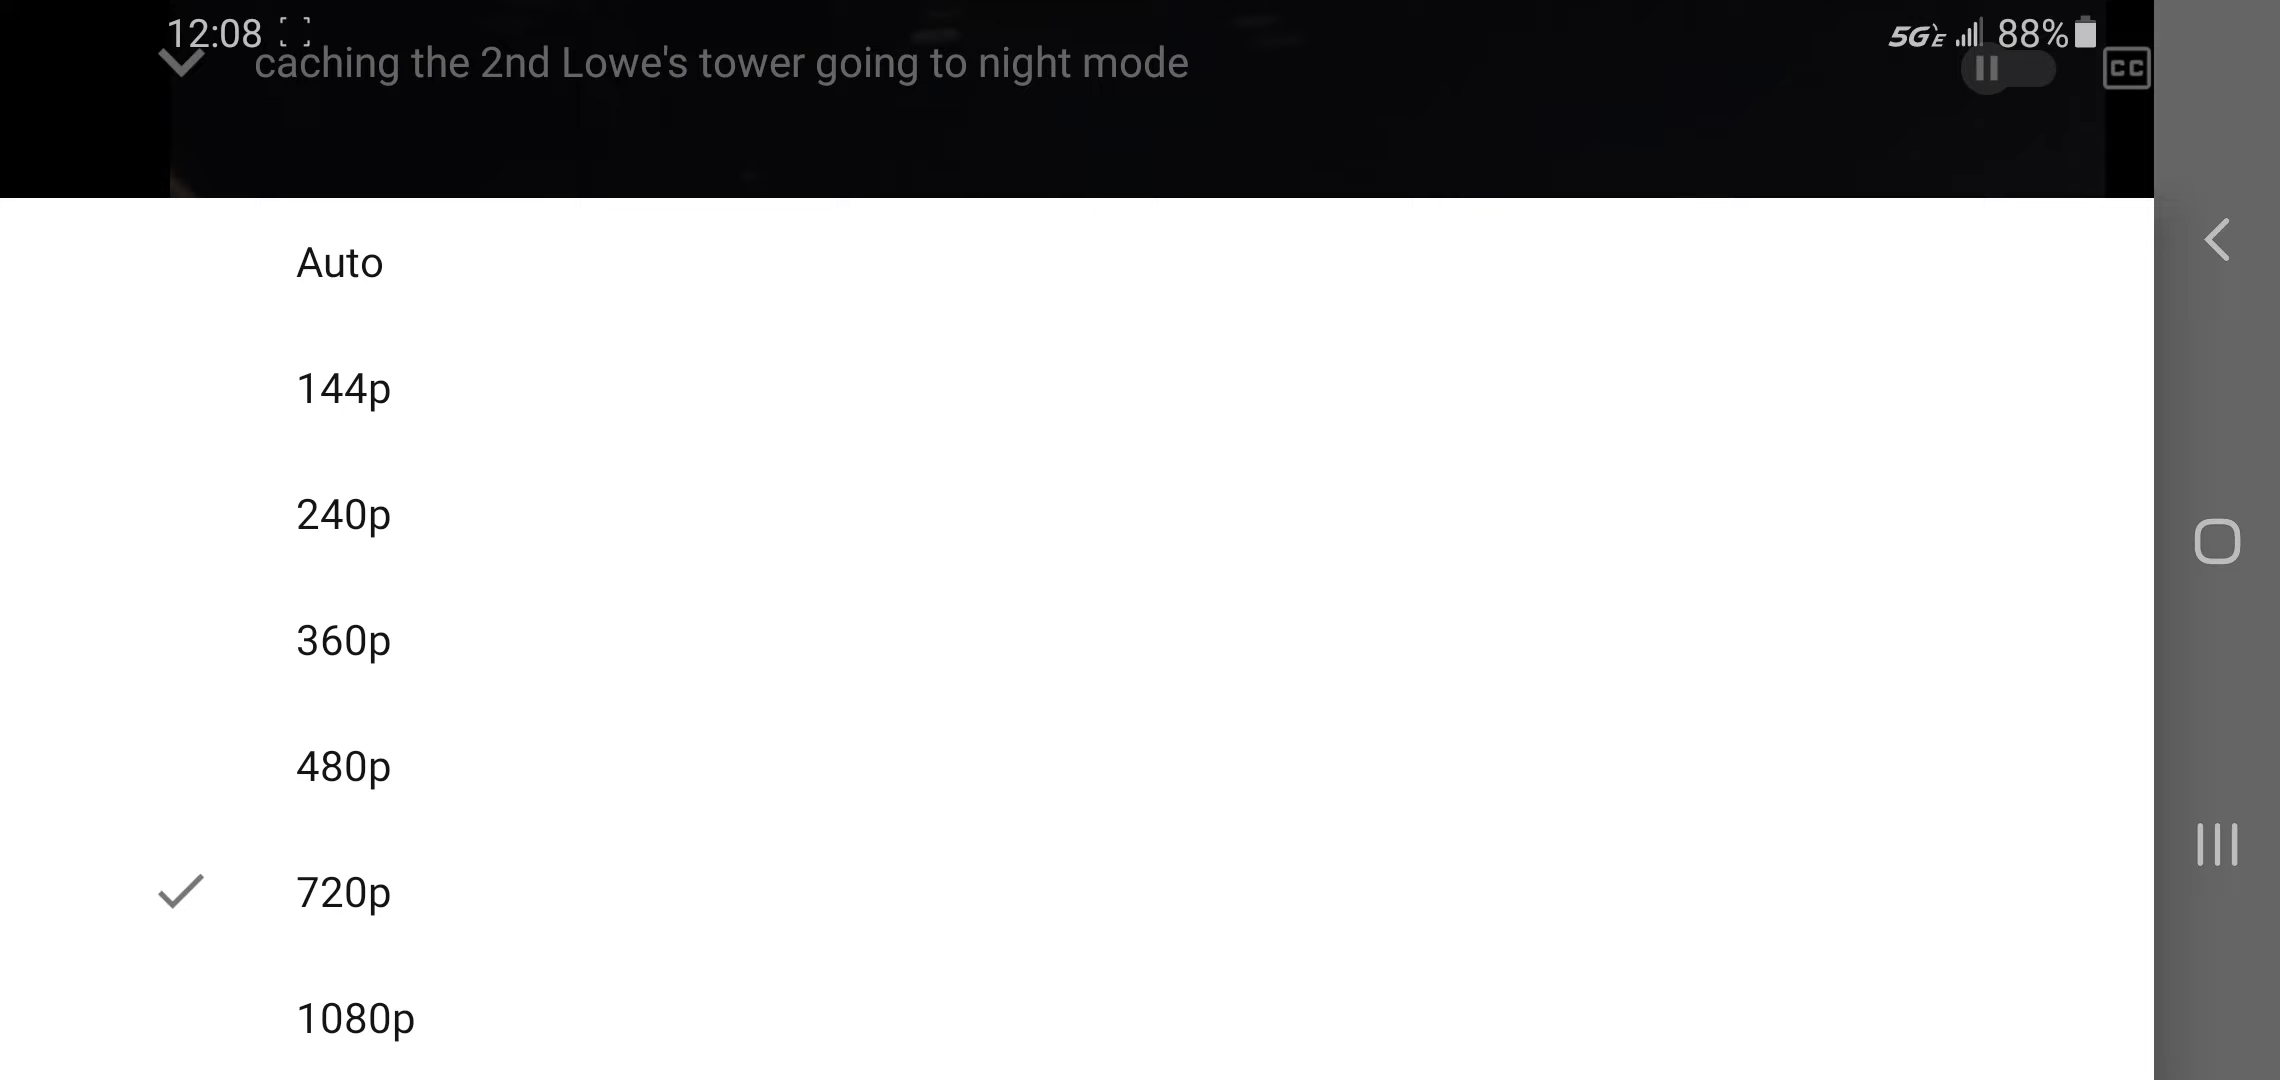 12:08 5GE 88%
caching the 2nd Lowe's tower going to night mode CC
Auto
144p
240p
360p
480p
720p
1080p